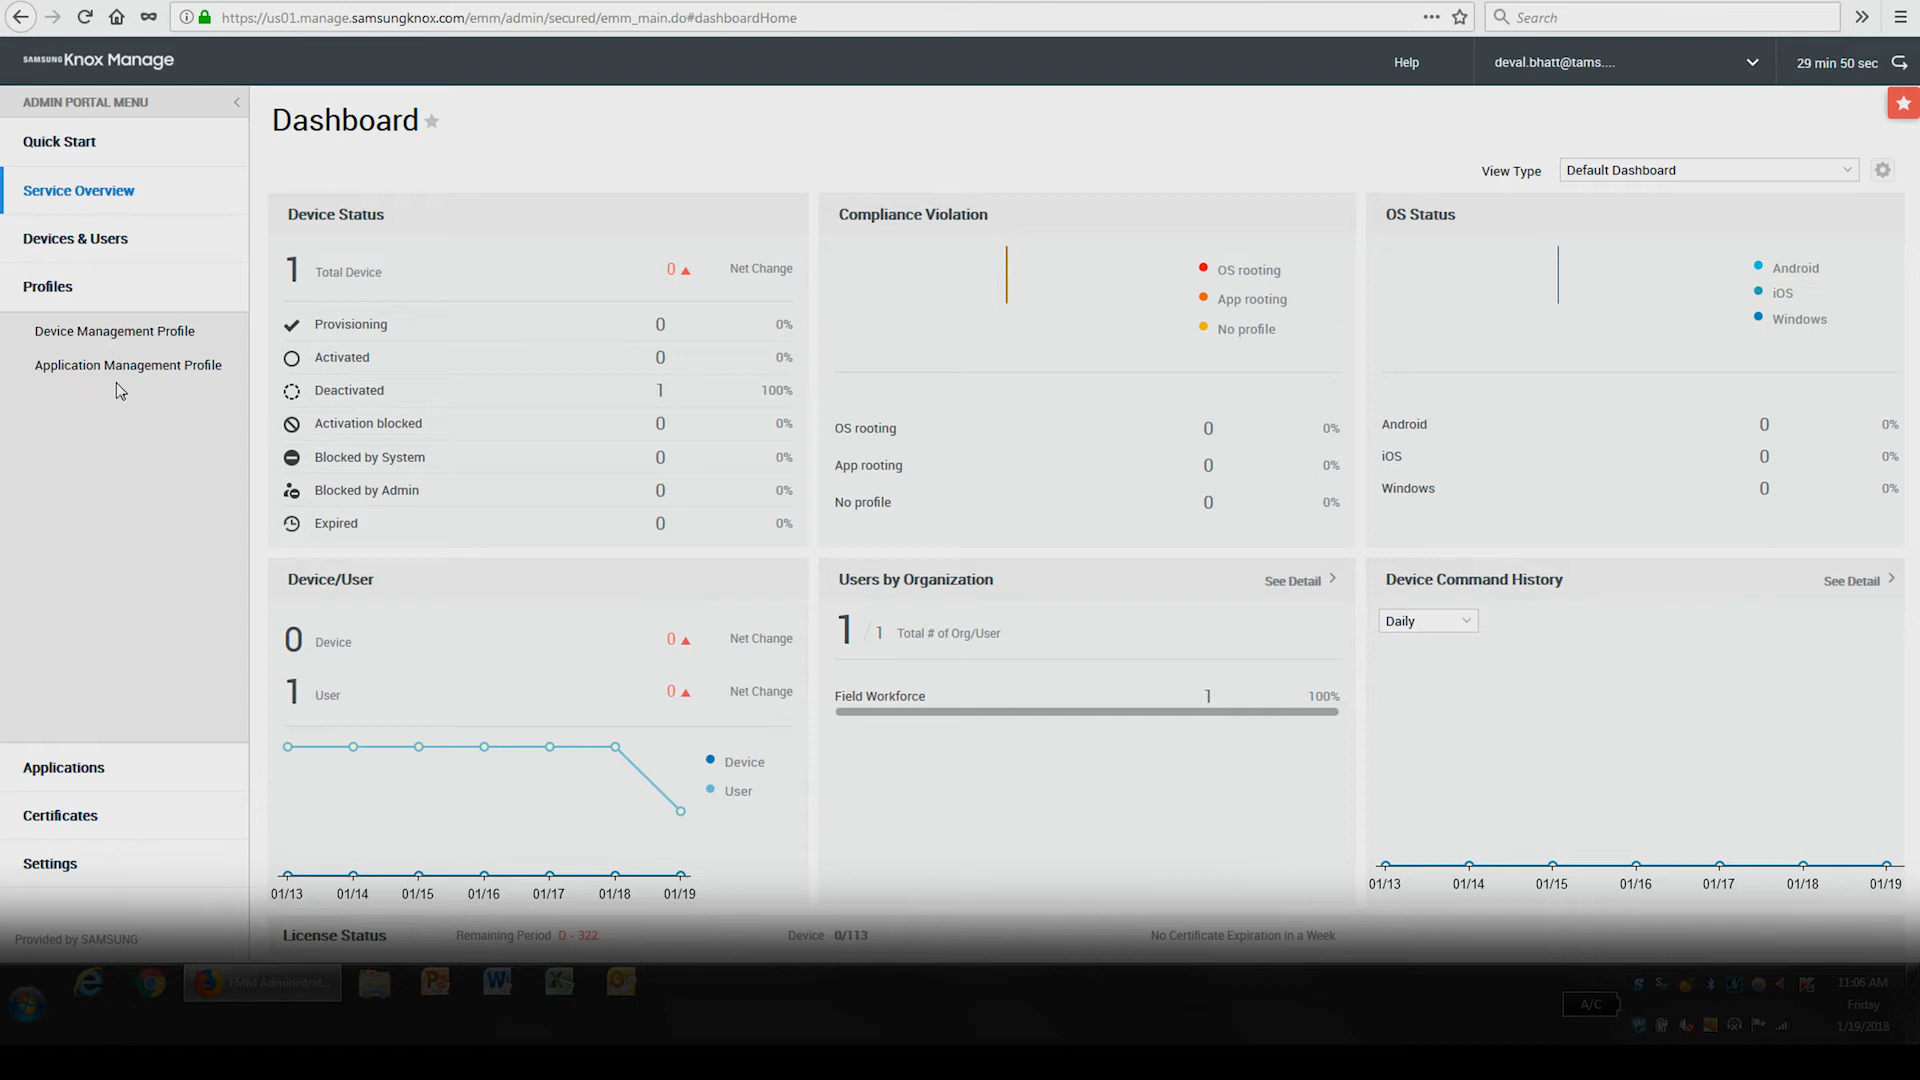 https://us01.manage.samsungknox.com/emm/admin/secured/emm_main.do#dashboardHome
Search
SAMSUNG Knox Manage
Help
deval.bhatt@tams....
29 min 50 sec
ADMIN PORTAL MENU
Quick Start
Service Overview
Devices & Users
Profiles
Device Management Profile
Application Management Profile
Applications
Certificates
Settings
Provided by SAMSUNG
Dashboard
View Type
Default Dashboard
Device Status
1 Total Device 0 Net Change
Provisioning 0 0%
Activated 0 0%
Deactivated 1 100%
Activation blocked 0 0%
Blocked by System 0 0%
Blocked by Admin 0 0%
Expired 0 0%
Compliance Violation
OS rooting
App rooting
No profile
OS rooting 0 0%
App rooting 0 0%
No profile 0 0%
OS Status
Android
iOS
Windows
Android 0 0%
iOS 0 0%
Windows 0 0%
Device/User
0 Device 0 Net Change
1 User 0 Net Change
Device
User
01/13 01/14 01/15 01/16 01/17 01/18 01/19
Users by Organization
See Detail
1 / 1 Total # of Org/User
Field Workforce 1 100%
Device Command History
See Detail
Daily
01/13 01/14 01/15 01/16 01/17 01/18 01/19
License Status Remaining Period D - 322 Device 0/113 No Certificate Expiration in a Week
EMM Administrat...
A/C
11:06 AM
Friday
1/19/2018